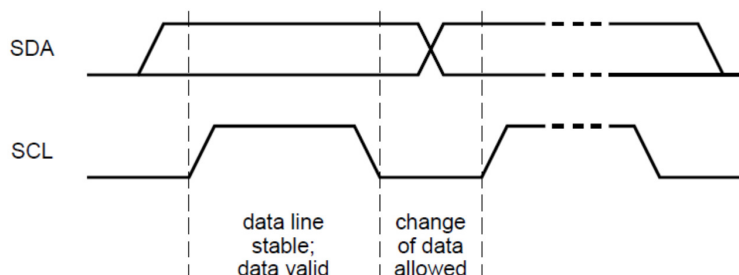 SDA
SCL
data line
stable;
data valid
change
of data
allowed